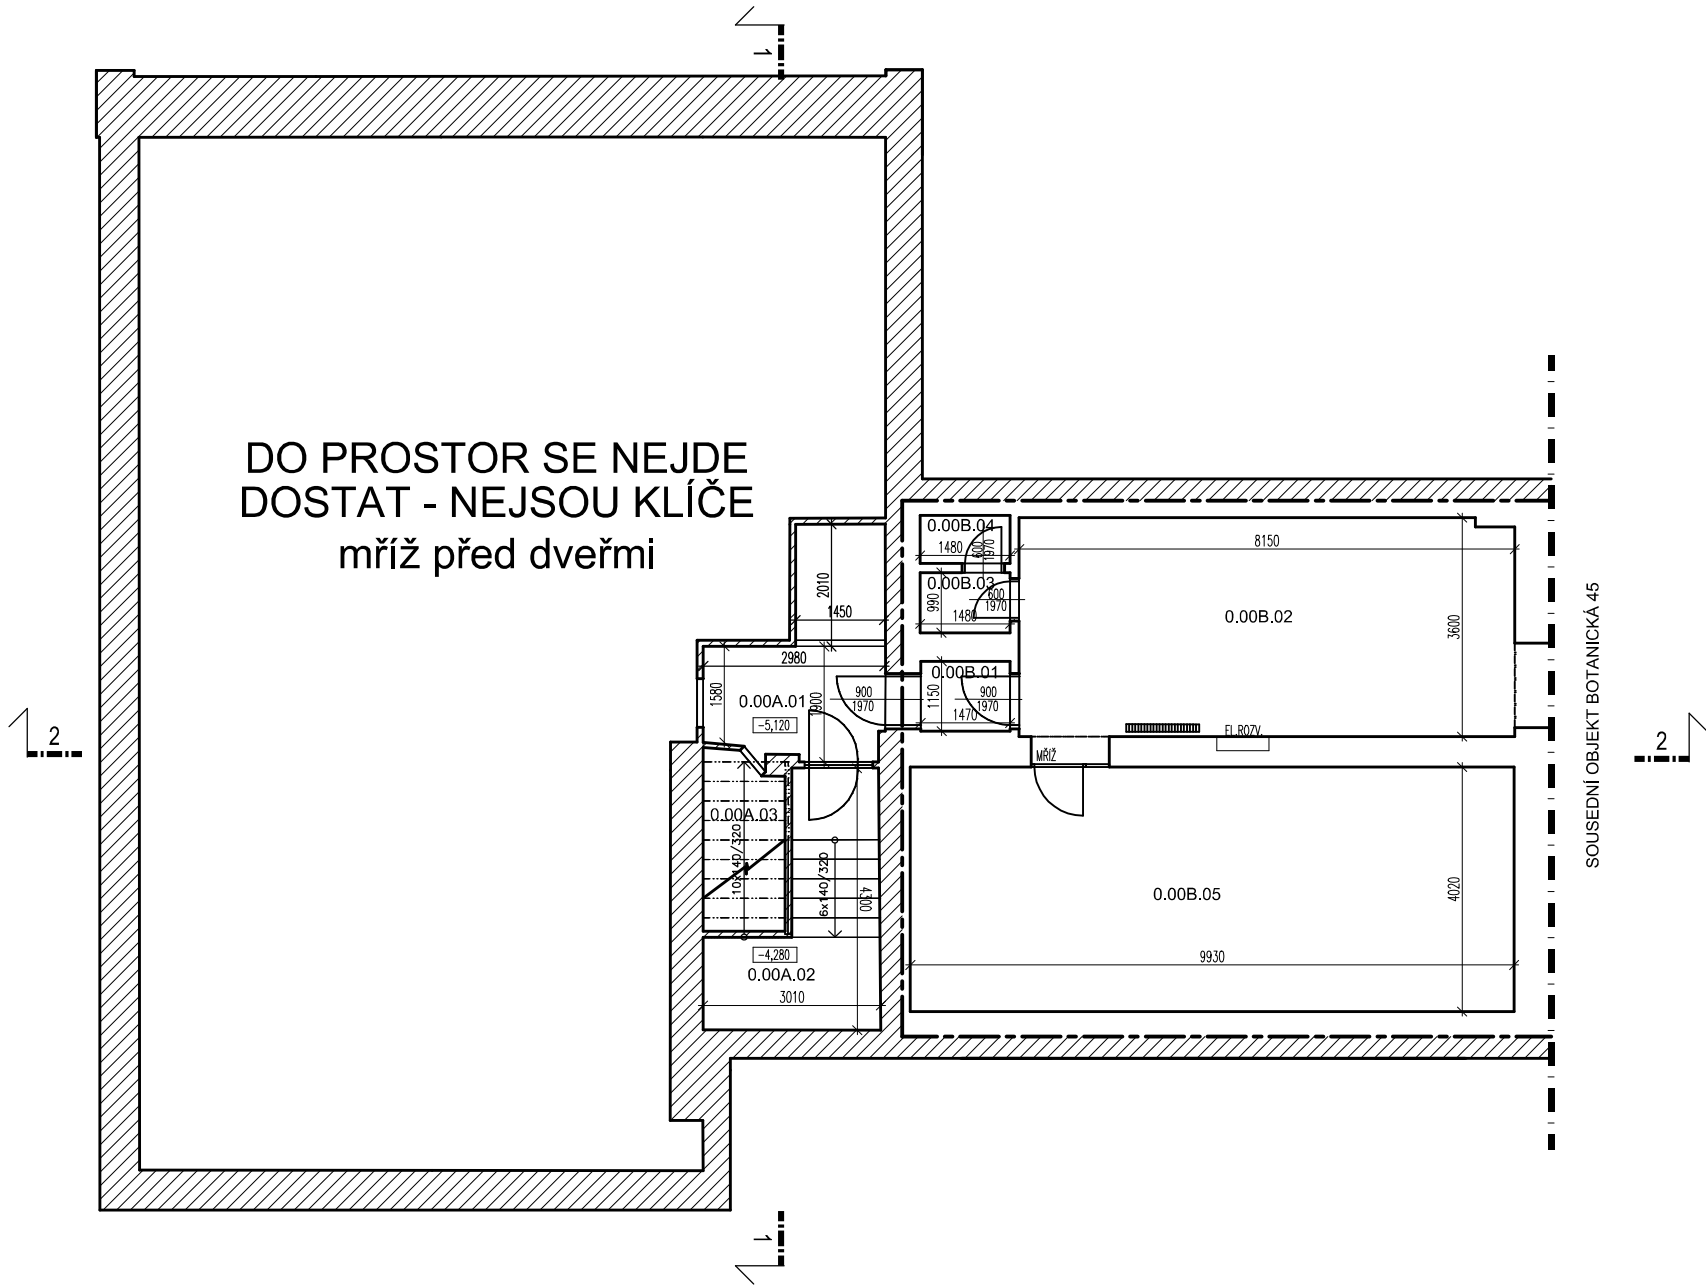 1
DO PROSTOR SE NEJDE
DOSTAT - NEJSOU KLÍČE
mříž před dveřmi
0.00B.04
1480
600
1970
8150
2010
1450
0.00B.03
990
600
1970
1480
0.00B.02
3600
2980
1580
0.00A.01
1900
-5,120
900
1970
0.00B.01
1150
1470
900
1970
EL.ROZV.
MŘÍŽ
2
2
SOUSEDNÍ OBJEKT BOTANICKÁ 45
0.00A.03
10x140/320
6x140/320
4300
0.00B.05
4020
9930
-4,280
0.00A.02
3010
1